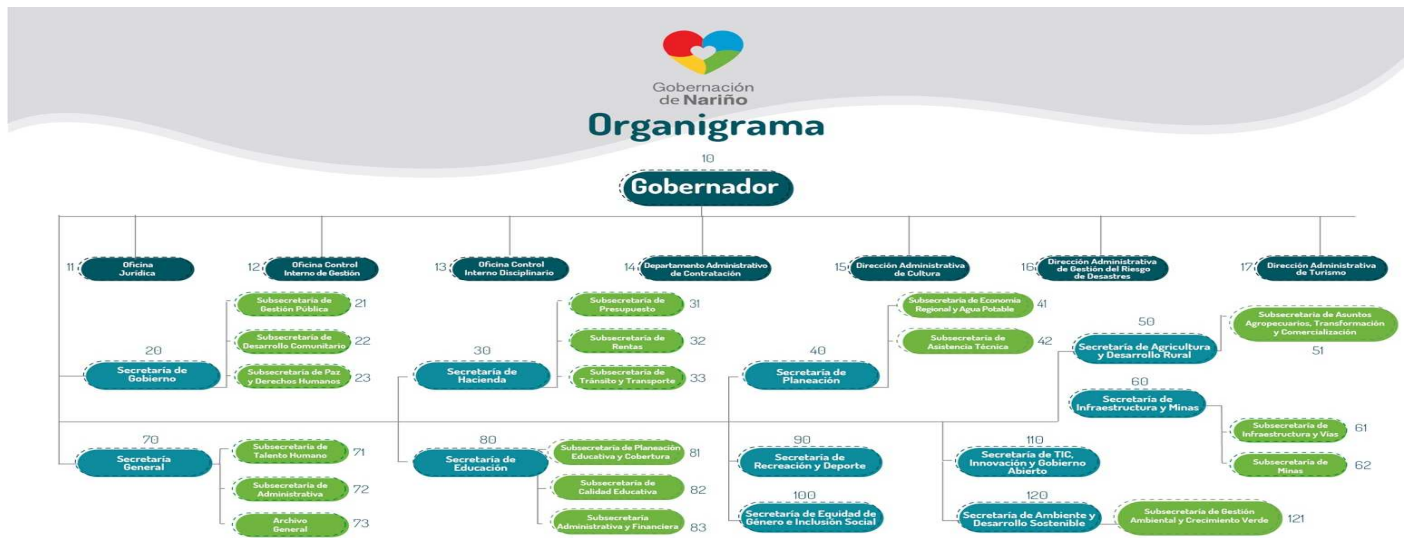 Gobernación
de Nariño
Organigrama
10
Gobernador
11
Oficina
Jurídica
12
Oficina Control
Interno de Gestión
13
Oficina Control
Interno Disciplinario
14
Departamento Administrativo
de Contratación
15
Dirección Administrativa
de Cultura
16
Dirección Administrativa
de Gestión del Riesgo
de Desastres
17
Dirección Administrativa
de Turismo
20
Secretaría de
Gobierno
Subsecretaría de
Gestión Pública
21
Subsecretaría de
Desarrollo Comunitario
22
Subsecretaría de Paz
y Derechos Humanos
23
30
Secretaría de
Hacienda
Subsecretaría de
Presupuesto
31
Subsecretaría de
Rentas
32
Subsecretaría de
Tránsito y Transporte
33
40
Secretaría de
Planeación
Subsecretaría de Economía
Regional y Agua Potable
41
Subsecretaría de
Asistencia Técnica
42
50
Secretaría de Agricultura
y Desarrollo Rural
Subsecretaría de Asuntos
Agropecuarios, Transformación
y Comercialización
51
60
Secretaría de
Infraestructura y Minas
Subsecretaría de
Infraestructura y Vías
61
Subsecretaría de
Minas
62
70
Secretaría
General
Subsecretaría de
Talento Humano
71
Subsecretaría de
Administrativa
72
Archivo
General
73
80
Secretaría de
Educación
Subsecretaría de Planeación
Educativa y Cobertura
81
Subsecretaría de
Calidad Educativa
82
Subsecretaría
Administrativa y Financiera
83
90
Secretaría de
Recreación y Deporte
100
Secretaría de Equidad de
Género e Inclusión Social
110
Secretaría de TIC,
Innovación y Gobierno
Abierto
120
Secretaría de Ambiente y
Desarrollo Sostenible
Subsecretaría de Gestión
Ambiental y Crecimiento Verde
121